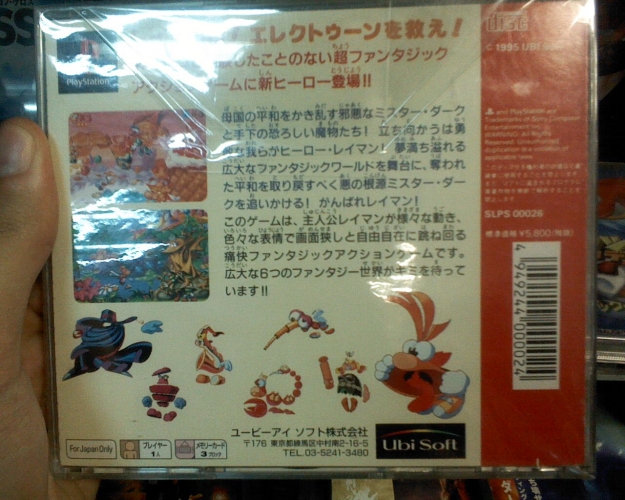 エレクトゥーンを救え!
したことのない超ファンタジック
ームに新ヒーロー登場!!
PlayStation
母国の平和をかき乱す邪悪なミスター・ダーク
と手下の恐ろしい魔物たち! 立ち向かうは勇
我らがヒーロー・レイマン! 夢満ち溢れる
広大なファンタジックワールドを舞台に、奪われ
た平和を取り戻すべく悪の根源ミスター・ダー
クを追いかける! がんばれレイマン!
このゲームは、主人公レイマンが様々な動き、
色々な表情で画面狭しと自由自在に跳ね回る
痛快ファンタジックアクションゲームです。
広大な6つのファンタジー世界がキミを待って
います!!
For Japan Only
プレイヤー
1人
メモリーカード
3ブロック
ユービーアイ ソフト株式会社
〒176 東京都練馬区中村南2-16-5
TEL.03-5241-3480
Ubi Soft
© 1995 UBI
SLPS 00026
標準価格 ¥5,800(税抜)
4 949244 000024